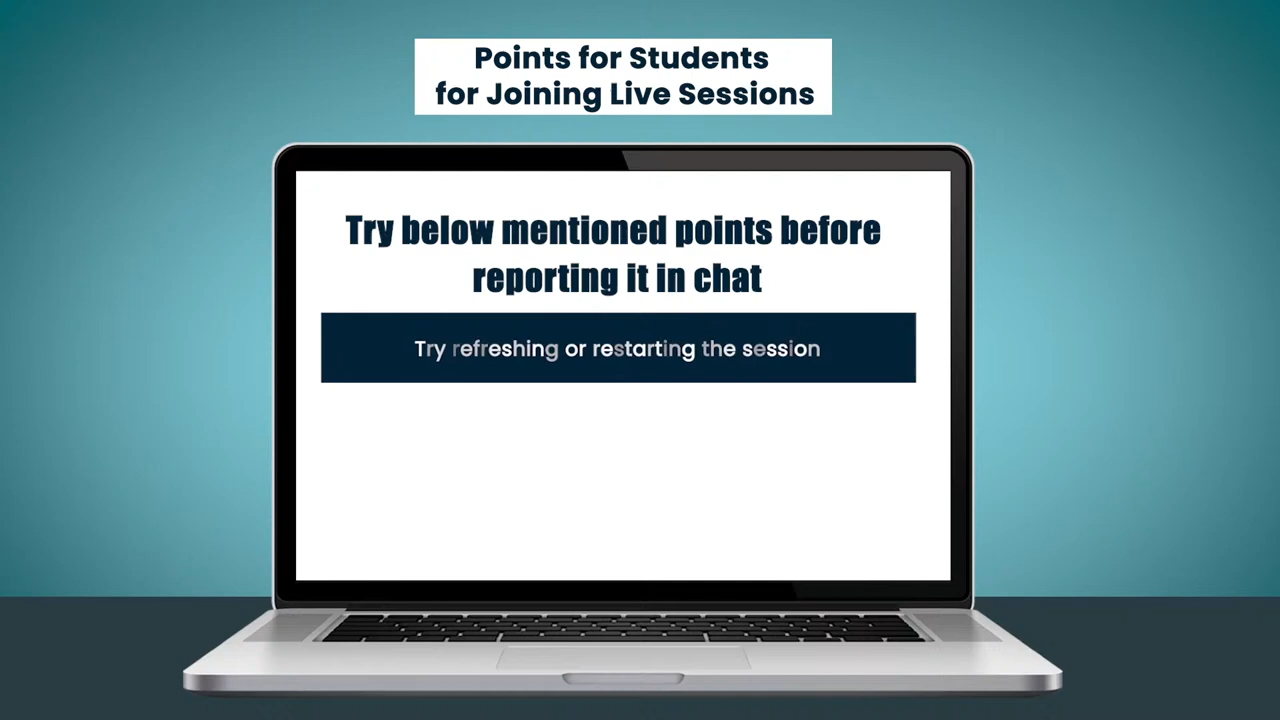 Points for Students
for Joining Live Sessions
Try below mentioned points before
reporting it in chat
Try refreshing or restarting the session